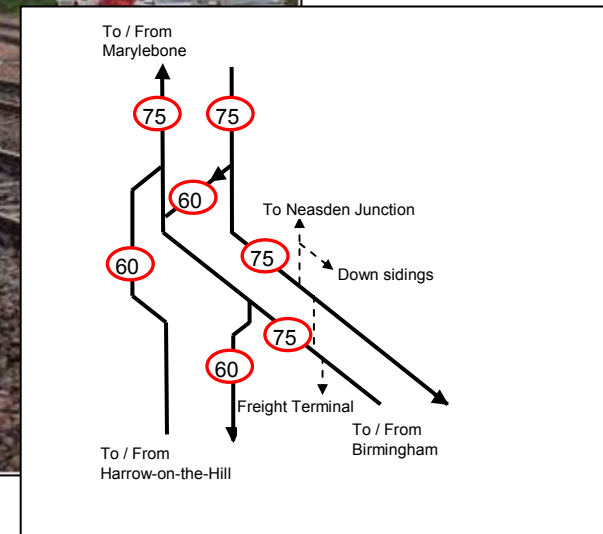 To / From
Marylebone
75
75
60
To Neasden Junction
60
75
Down sidings
75
60
Freight Terminal
To / From
Birmingham
To / From
Harrow-on-the-Hill